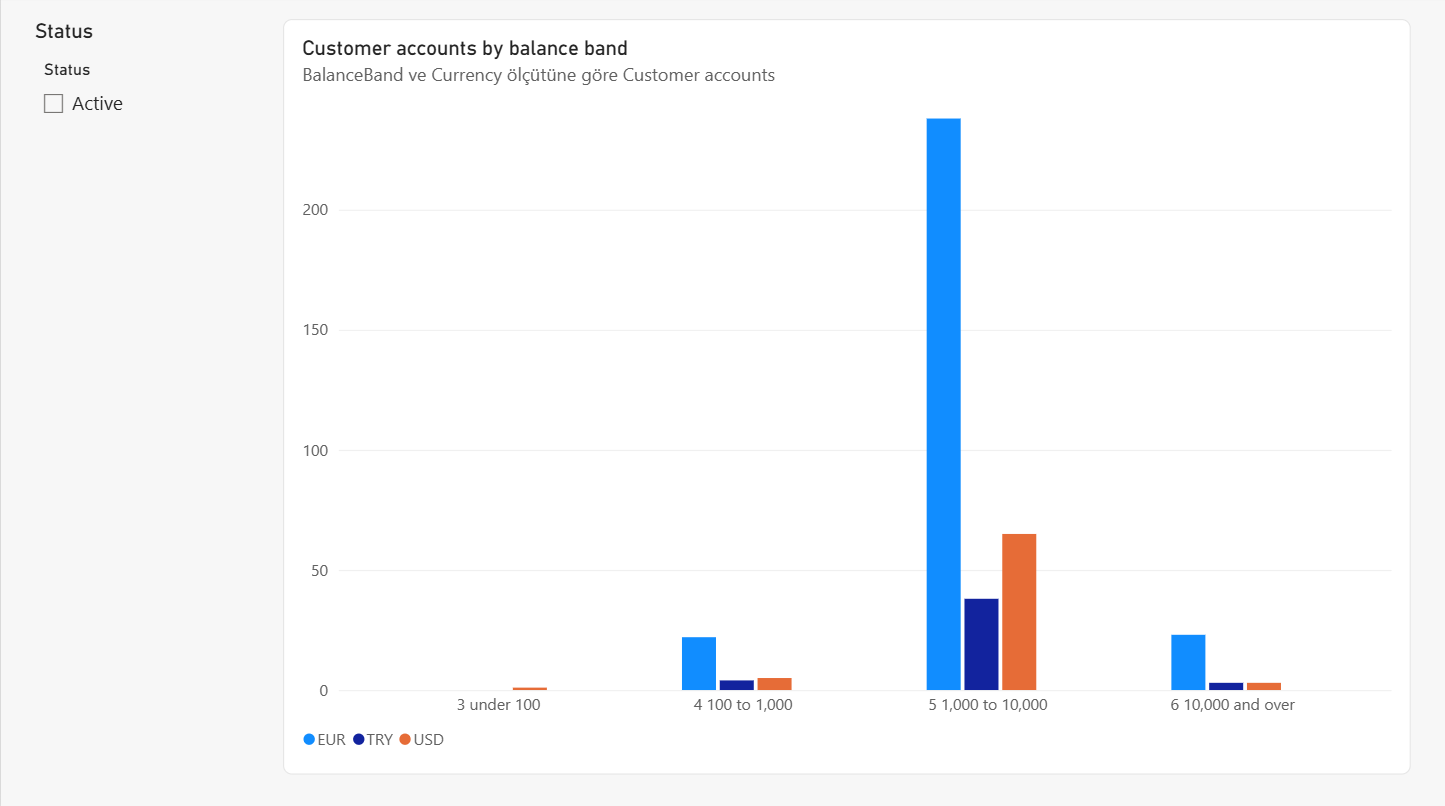 Status
Status
Active
Customer accounts by balance band
BalanceBand ve Currency ölçütüne göre Customer accounts
200
150
100
50
0
3 under 100
4 100 to 1,000
5 1,000 to 10,000
6 10,000 and over
EUR TRY USD